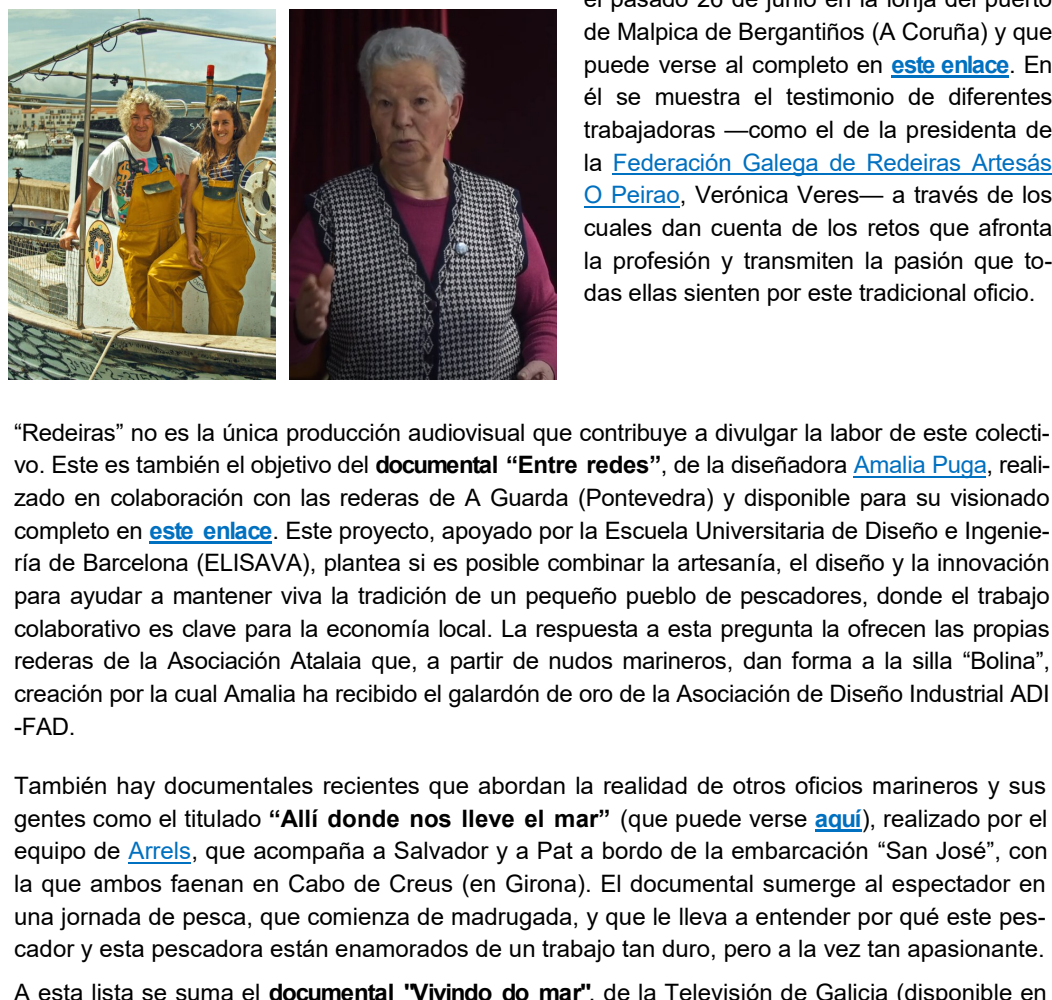 el pasado 26 de junio en la lonja del puerto
de Malpica de Bergantiños (A Coruña) y que
puede verse al completo en este enlace. En
él se muestra el testimonio de diferentes
trabajadoras —como el de la presidenta de
la Federación Galega de Redeiras Artesás
O Peirao, Verónica Veres— a través de los
cuales dan cuenta de los retos que afronta
la profesión y transmiten la pasión que to-
das ellas sienten por este tradicional oficio.
“Redeiras” no es la única producción audiovisual que contribuye a divulgar la labor de este colecti-
vo. Este es también el objetivo del documental “Entre redes”, de la diseñadora Amalia Puga, reali-
zado en colaboración con las rederas de A Guarda (Pontevedra) y disponible para su visionado
completo en este enlace. Este proyecto, apoyado por la Escuela Universitaria de Diseño e Ingenie-
ría de Barcelona (ELISAVA), plantea si es posible combinar la artesanía, el diseño y la innovación
para ayudar a mantener viva la tradición de un pequeño pueblo de pescadores, donde el trabajo
colaborativo es clave para la economía local. La respuesta a esta pregunta la ofrecen las propias
rederas de la Asociación Atalaia que, a partir de nudos marineros, dan forma a la silla “Bolina”,
creación por la cual Amalia ha recibido el galardón de oro de la Asociación de Diseño Industrial ADI
-FAD.
También hay documentales recientes que abordan la realidad de otros oficios marineros y sus
gentes como el titulado “Allí donde nos lleve el mar” (que puede verse aquí), realizado por el
equipo de Arrels, que acompaña a Salvador y a Pat a bordo de la embarcación “San José”, con
la que ambos faenan en Cabo de Creus (en Girona). El documental sumerge al espectador en
una jornada de pesca, que comienza de madrugada, y que le lleva a entender por qué este pes-
cador y esta pescadora están enamorados de un trabajo tan duro, pero a la vez tan apasionante.
A esta lista se suma el documental "Vivindo do mar", de la Televisión de Galicia (disponible en